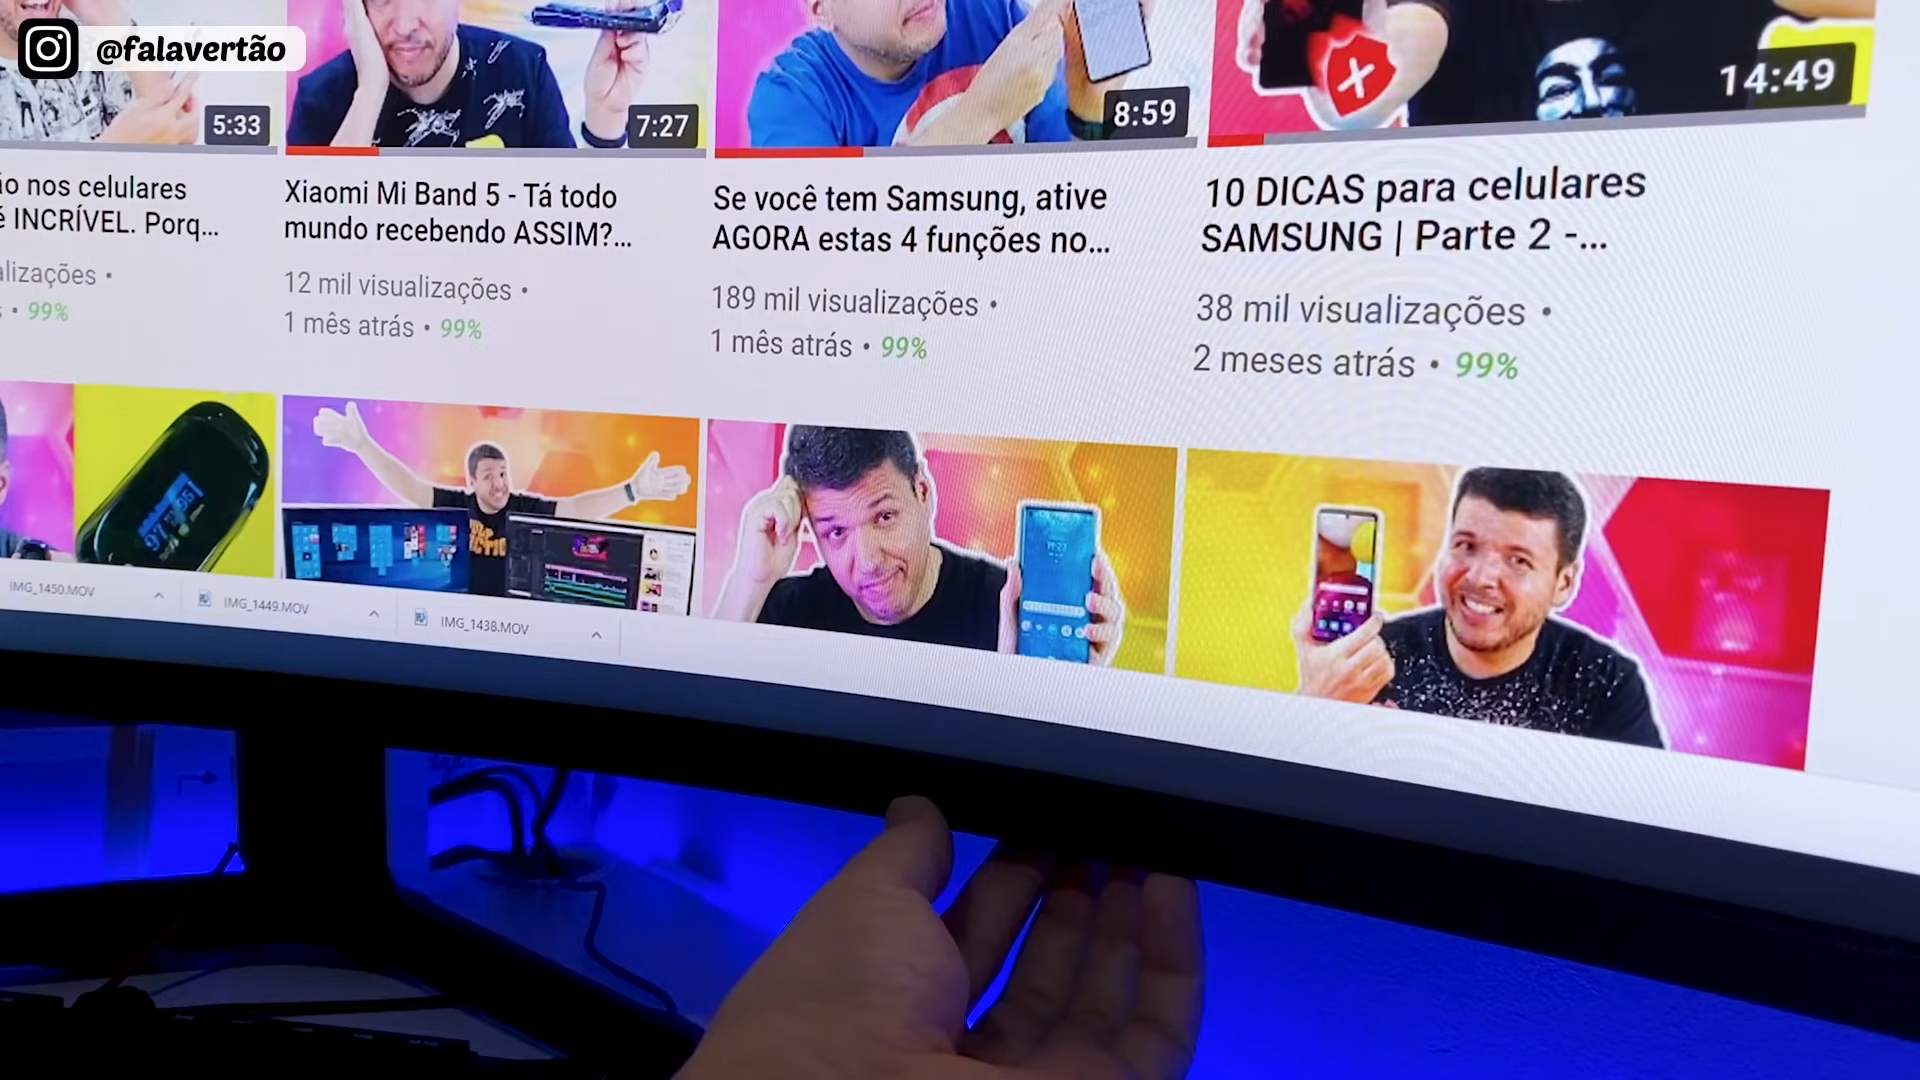 @falavertão
5:33
7:27
8:59
14:49
ão nos celulares
é INCRÍVEL. Porq...
alizações •
• 99%
Xiaomi Mi Band 5 - Tá todo
mundo recebendo ASSIM?...
12 mil visualizações •
1 mês atrás • 99%
Se você tem Samsung, ative
AGORA estas 4 funções no...
189 mil visualizações •
1 mês atrás • 99%
10 DICAS para celulares
SAMSUNG | Parte 2 -...
38 mil visualizações •
2 meses atrás • 99%
IMG_1450.MOV
IMG_1449.MOV
IMG_1438.MOV